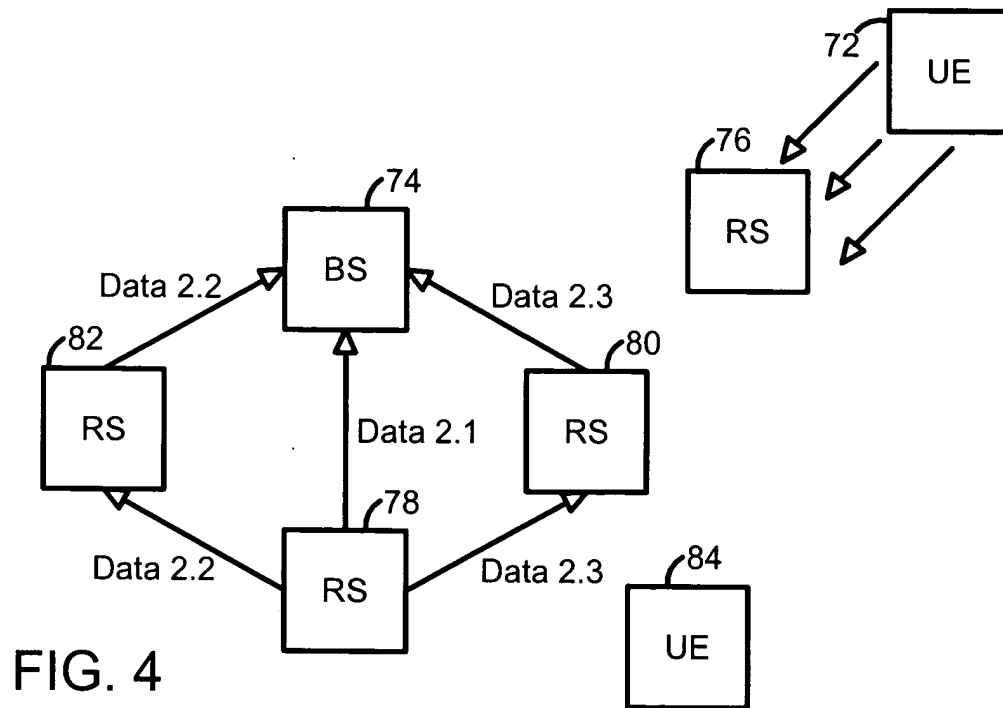 72
UE
76
RS
74
BS
Data 2.2
Data 2.3
82
RS
80
RS
Data 2.1
78
RS
Data 2.2
Data 2.3
84
UE
FIG. 4